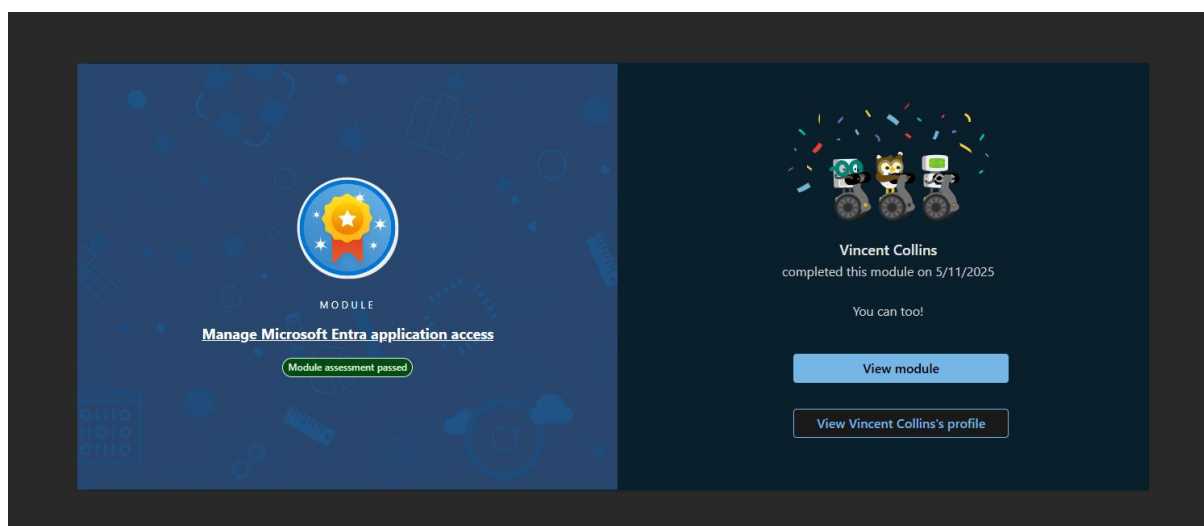 MODULE
Manage Microsoft Entra application access
Module assessment passed
Vincent Collins
completed this module on 5/11/2025
You can too!
View module
View Vincent Collins's profile